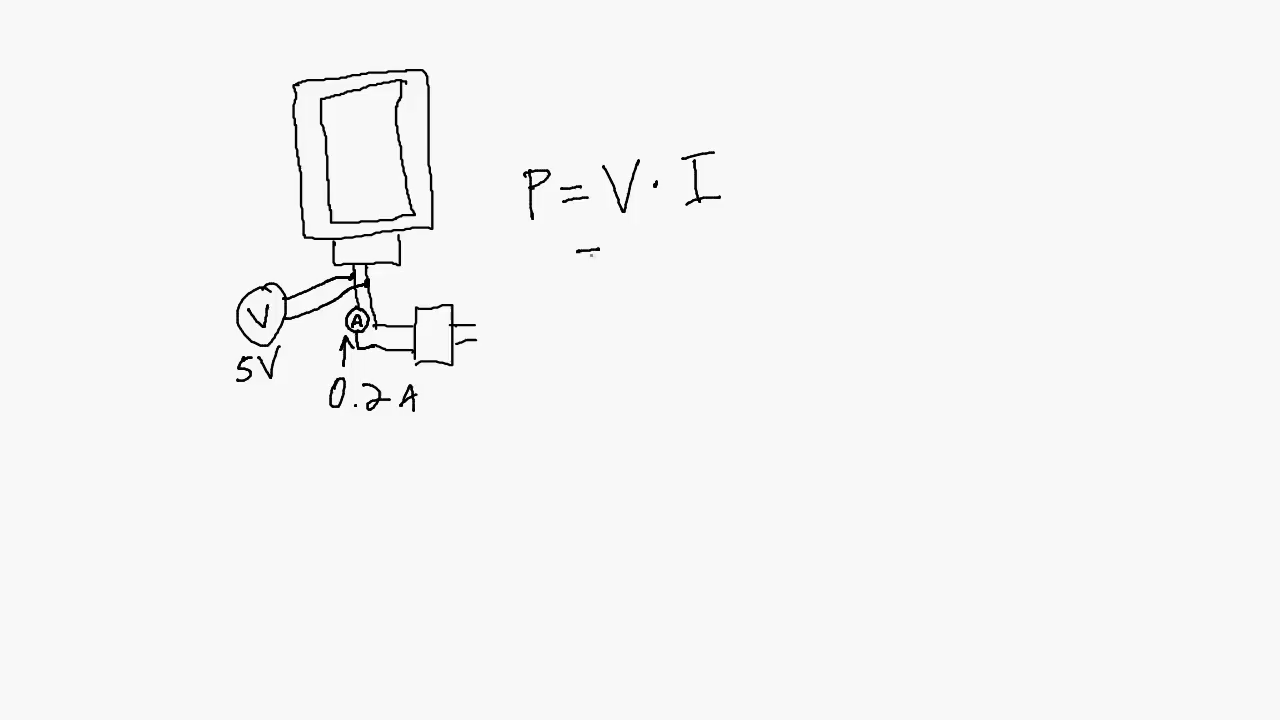 P = V · I
V
A
5V
0.2A